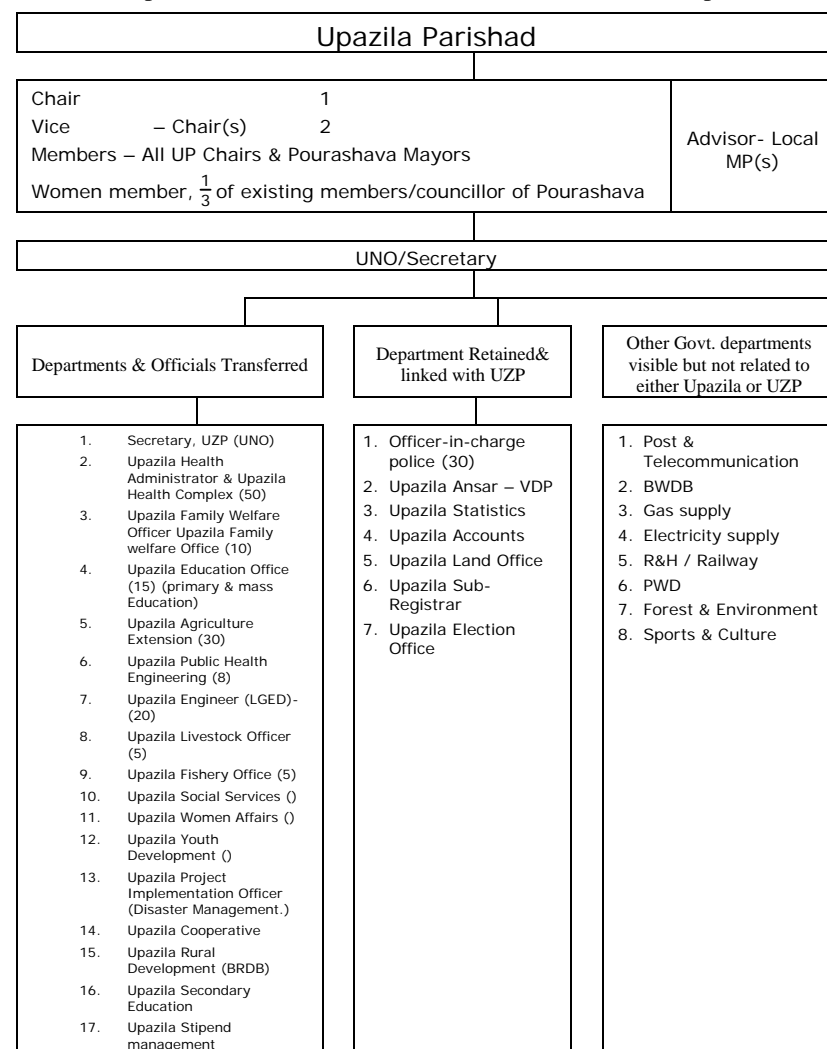 Upazila Parishad
Chair 1
Vice – Chair(s) 2
Members – All UP Chairs & Pourashava Mayors
Women member, 1/3 of existing members/councillor of Pourashava
Advisor- Local
MP(s)
UNO/Secretary
Departments & Officials Transferred
1. Secretary, UZP (UNO)
2. Upazila Health
Administrator & Upazila
Health Complex (50)
3. Upazila Family Welfare
Officer Upazila Family
welfare Office (10)
4. Upazila Education Office
(15) (primary & mass
Education)
5. Upazila Agriculture
Extension (30)
6. Upazila Public Health
Engineering (8)
7. Upazila Engineer (LGED)-
(20)
8. Upazila Livestock Officer
(5)
9. Upazila Fishery Office (5)
10. Upazila Social Services ()
11. Upazila Women Affairs ()
12. Upazila Youth
Development ()
13. Upazila Project
Implementation Officer
(Disaster Management.)
14. Upazila Cooperative
15. Upazila Rural
Development (BRDB)
16. Upazila Secondary
Education
17. Upazila Stipend
management
Department Retained&
linked with UZP
1. Officer-in-charge
police (30)
2. Upazila Ansar – VDP
3. Upazila Statistics
4. Upazila Accounts
5. Upazila Land Office
6. Upazila Sub-
Registrar
7. Upazila Election
Office
Other Govt. departments
visible but not related to
either Upazila or UZP
1. Post &
Telecommunication
2. BWDB
3. Gas supply
4. Electricity supply
5. R&H / Railway
6. PWD
7. Forest & Environment
8. Sports & Culture